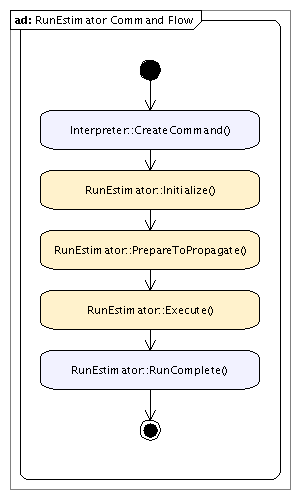 ad: RunEstimator Command Flow
Interpreter::CreateCommand()
RunEstimator::Initialize()
RunEstimator::PrepareToPropagate()
RunEstimator::Execute()
RunEstimator::RunComplete()